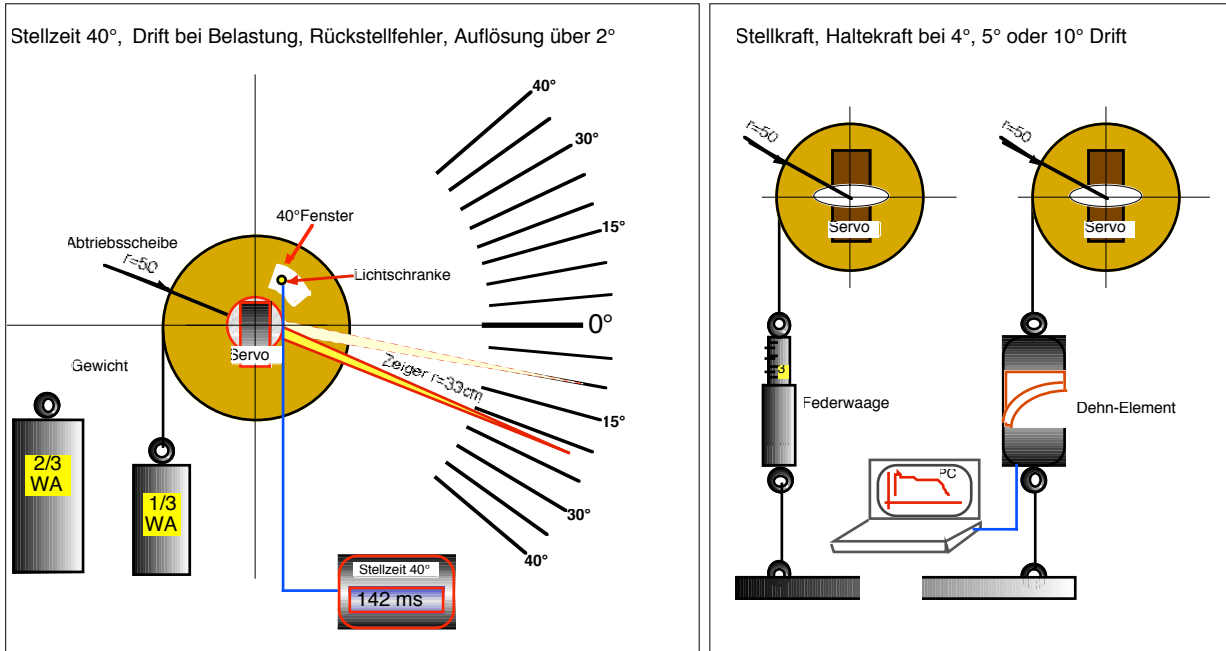 Stellzeit 40°, Drift bei Belastung, Rückstellfehler, Auflösung über 2°
40°
30°
15°
0°
15°
30°
40°
40°Fenster
Abtriebsscheibe
r=50
Lichtschranke
Servo
Zeiger r=33cm
Gewicht
2/3
WA
1/3
WA
Stellzeit 40°
142 ms
Stellkraft, Haltekraft bei 4°, 5° oder 10° Drift
r=50
Servo
3
Federwaage
r=50
Servo
Dehn-Element
PC